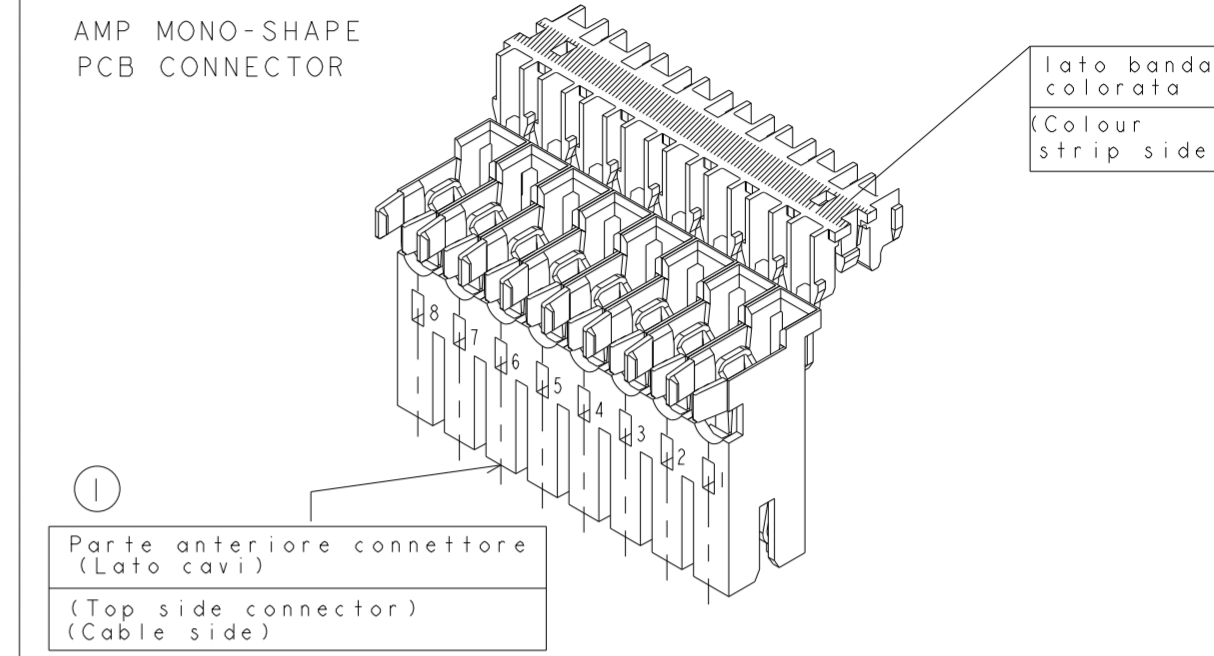 AMP MONO-SHAPE
PCB CONNECTOR
lato banda
colorata
(Colour
strip side
8
7
6
5
4
3
2
1
1
Parte anteriore connettore
(Lato cavi)
(Top side connector)
(Cable side)